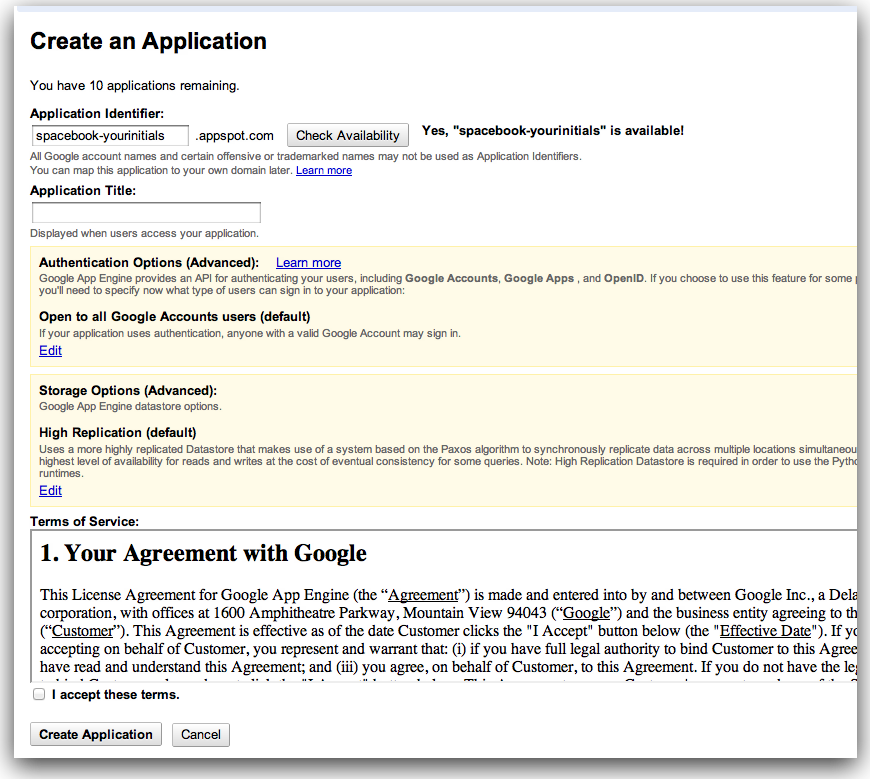 Create an Application
You have 10 applications remaining.
Application Identifier:
spacebook-yourinitials .appspot.com Check Availability Yes, "spacebook-yourinitials" is available!
All Google account names and certain offensive or trademarked names may not be used as Application Identifiers.
You can map this application to your own domain later. Learn more
Application Title:
Displayed when users access your application.
Authentication Options (Advanced): Learn more
Google App Engine provides an API for authenticating your users, including Google Accounts, Google Apps , and OpenID. If you choose to use this feature for some
you'll need to specify now what type of users can sign in to your application:
Open to all Google Accounts users (default)
If your application uses authentication, anyone with a valid Google Account may sign in.
Edit
Storage Options (Advanced):
Google App Engine datastore options.
High Replication (default)
Uses a more highly replicated Datastore that makes use of a system based on the Paxos algorithm to synchronously replicate data across multiple locations simultaneou
highest level of availability for reads and writes at the cost of eventual consistency for some queries. Note: High Replication Datastore is required in order to use the Pytho
runtimes.
Edit
Terms of Service:
1. Your Agreement with Google
This License Agreement for Google App Engine (the “Agreement”) is made and entered into by and between Google Inc., a Dela
corporation, with offices at 1600 Amphitheatre Parkway, Mountain View 94043 (“Google”) and the business entity agreeing to th
(“Customer”). This Agreement is effective as of the date Customer clicks the "I Accept" button below (the "Effective Date"). If yo
accepting on behalf of Customer, you represent and warrant that: (i) if you have full legal authority to bind Customer to this Agree
have read and understand this Agreement; and (iii) you agree, on behalf of Customer, to this Agreement. If you do not have the leg
I accept these terms.
Create Application Cancel